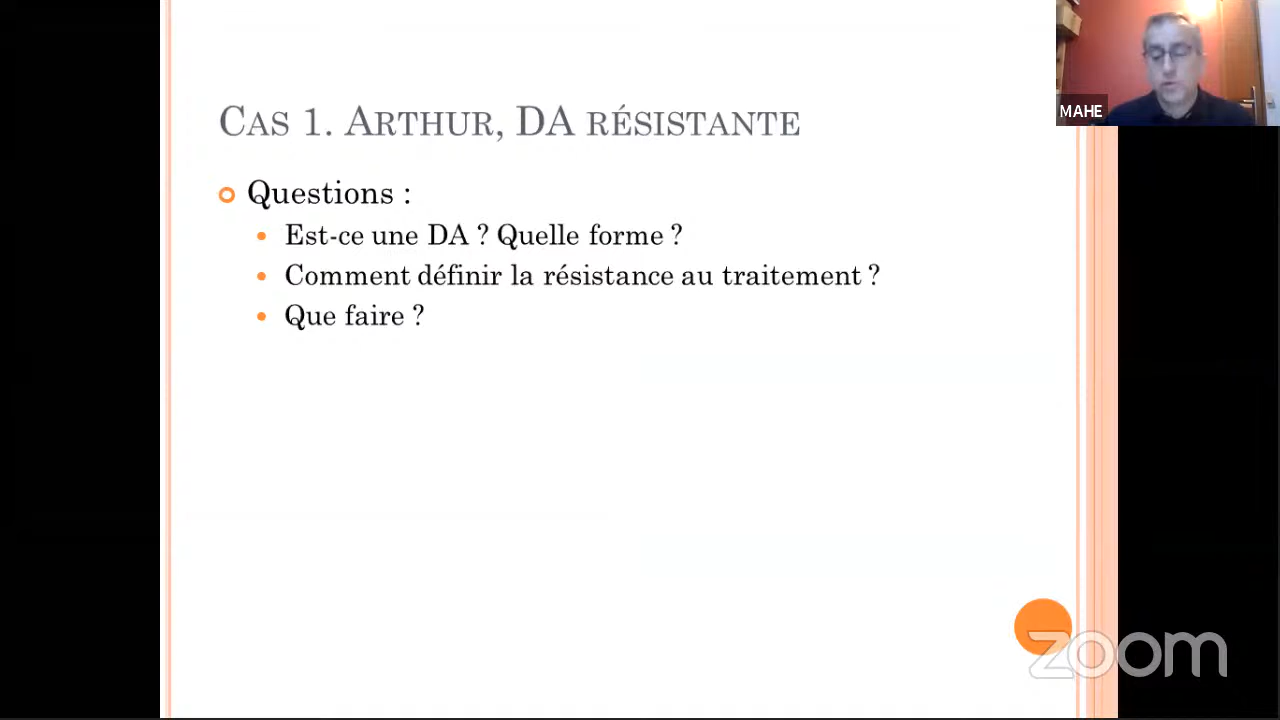 CAS 1. ARTHUR, DA RÉSISTANTE
Questions :
Est-ce une DA ? Quelle forme ?
Comment définir la résistance au traitement ?
Que faire ?
MAHE
zoom